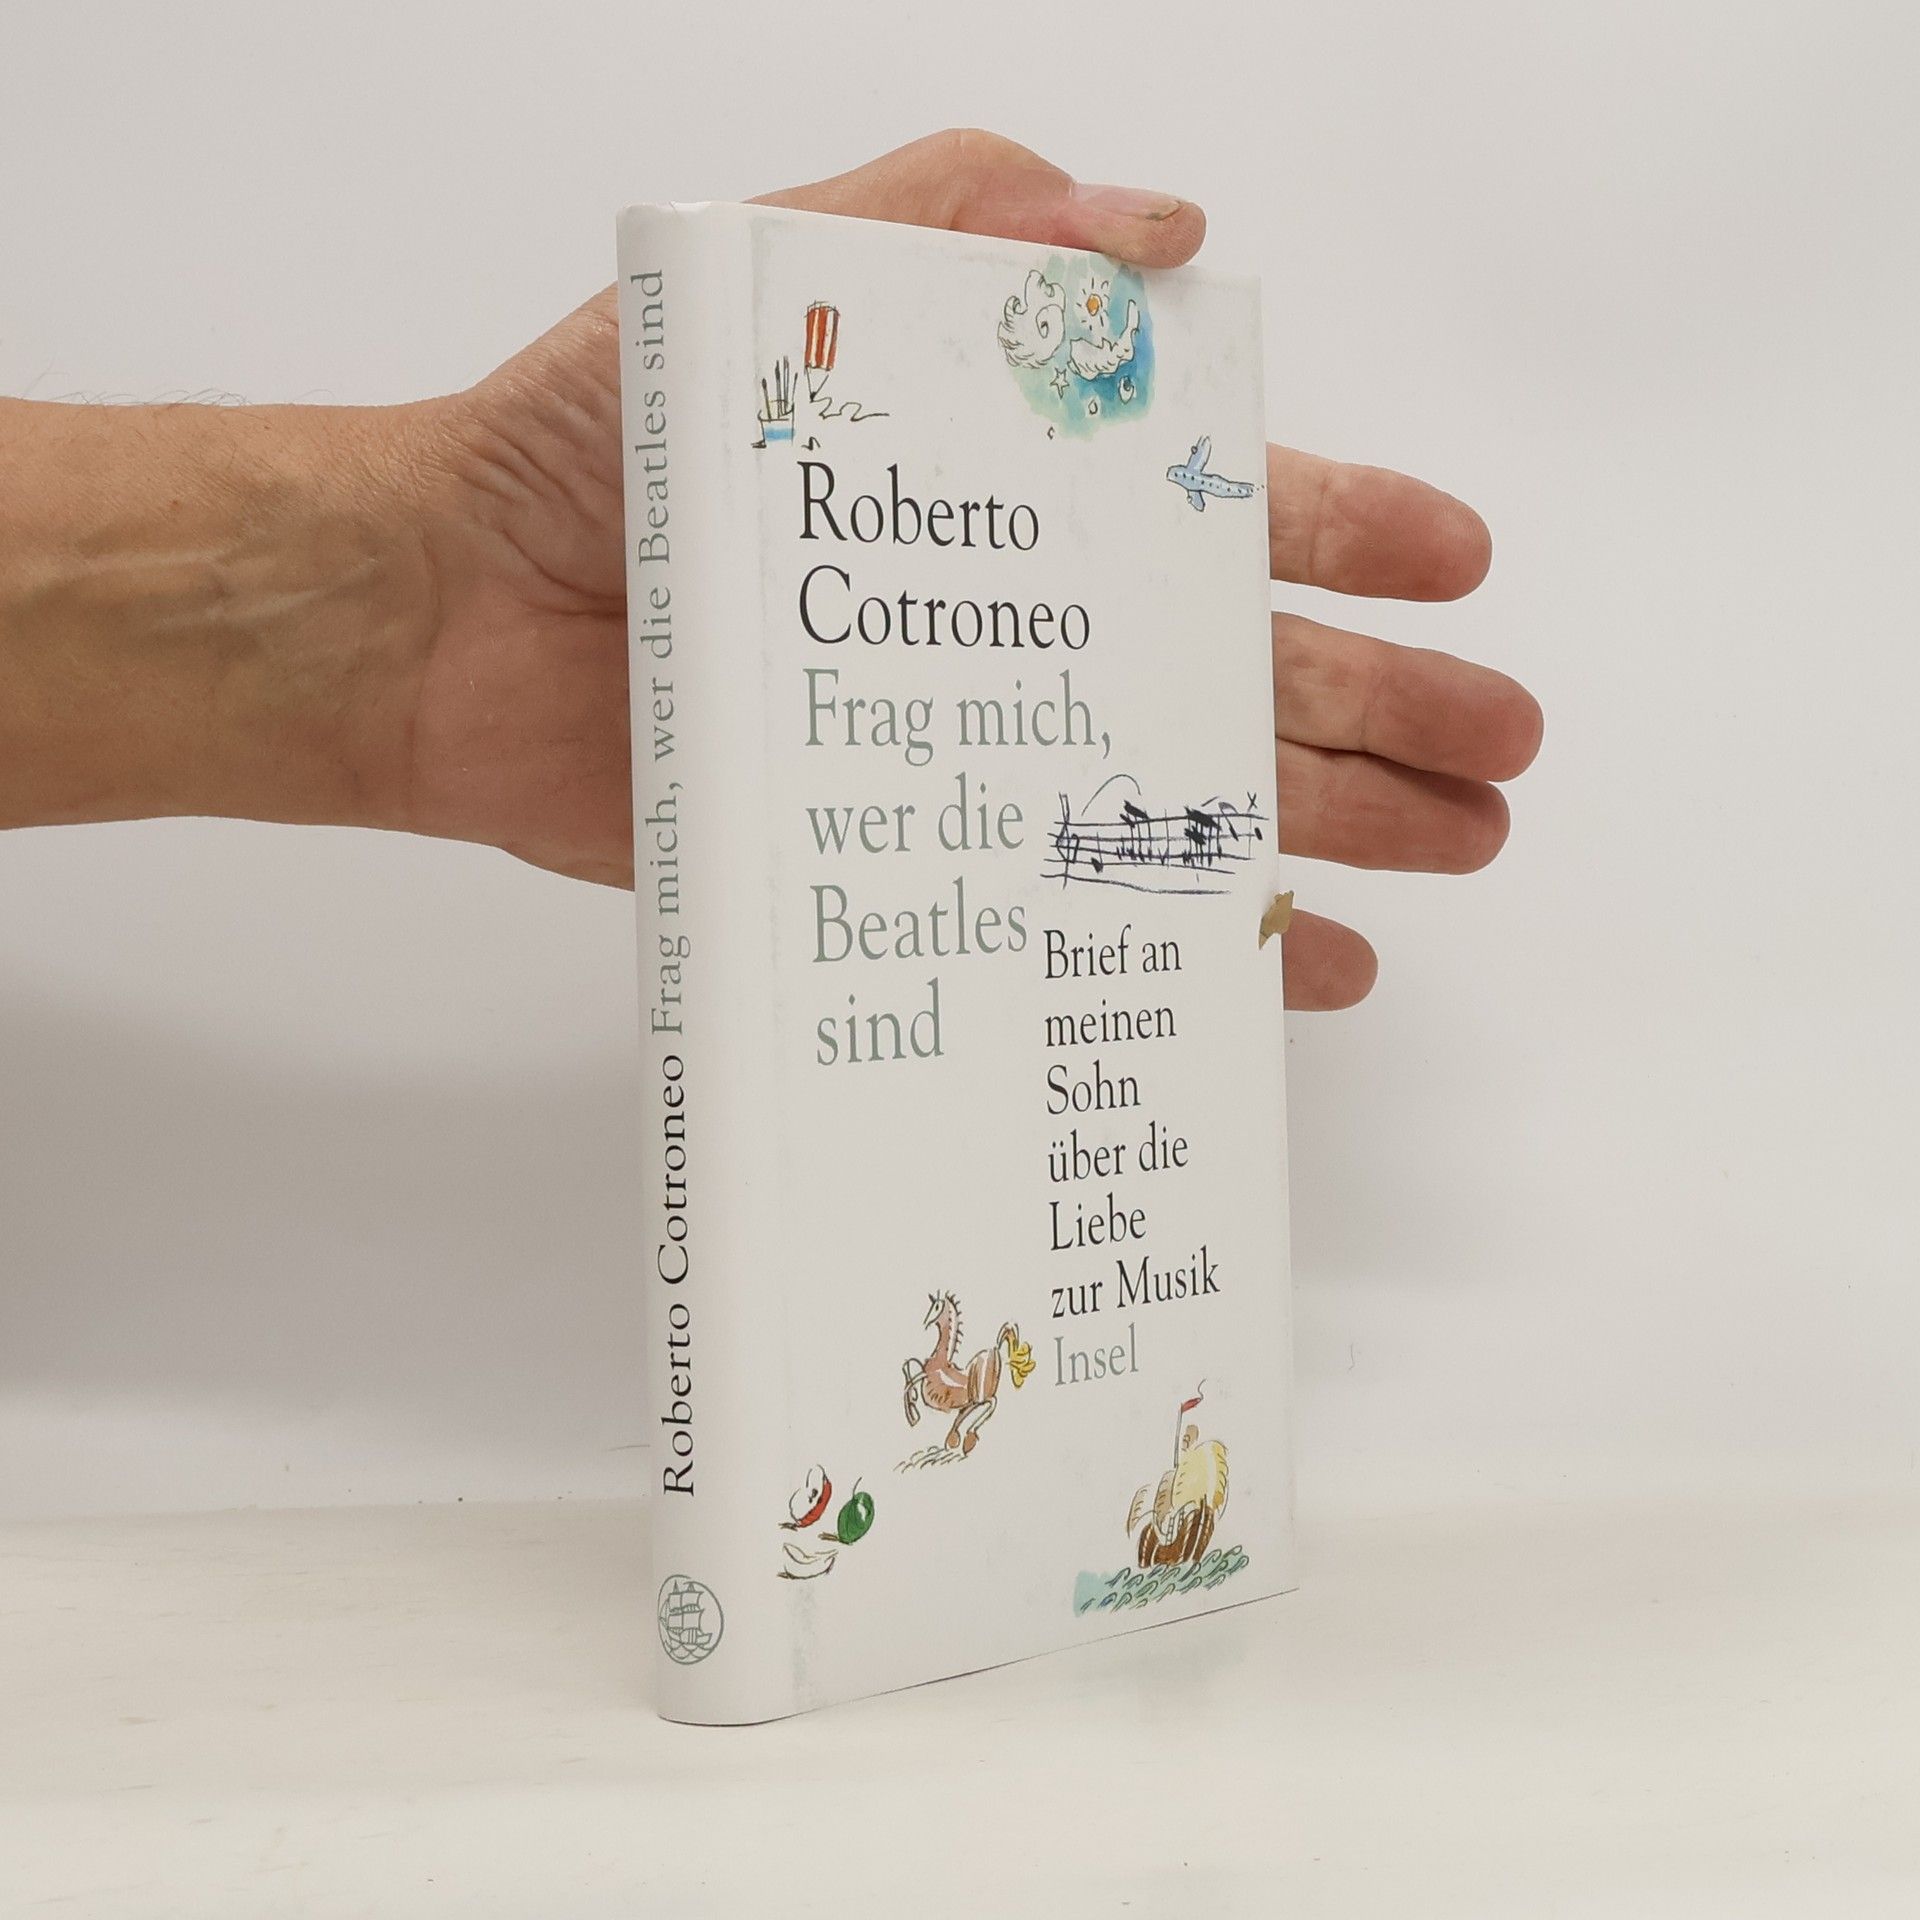 Roberto Cotroneo Frag mich, wer die Beatles sind
Roberto
Cotroneo
Frag mich,
wer die
Beatles
sind
Brief an
meinen
Sohn
über die
Liebe
zur Musik
Insel